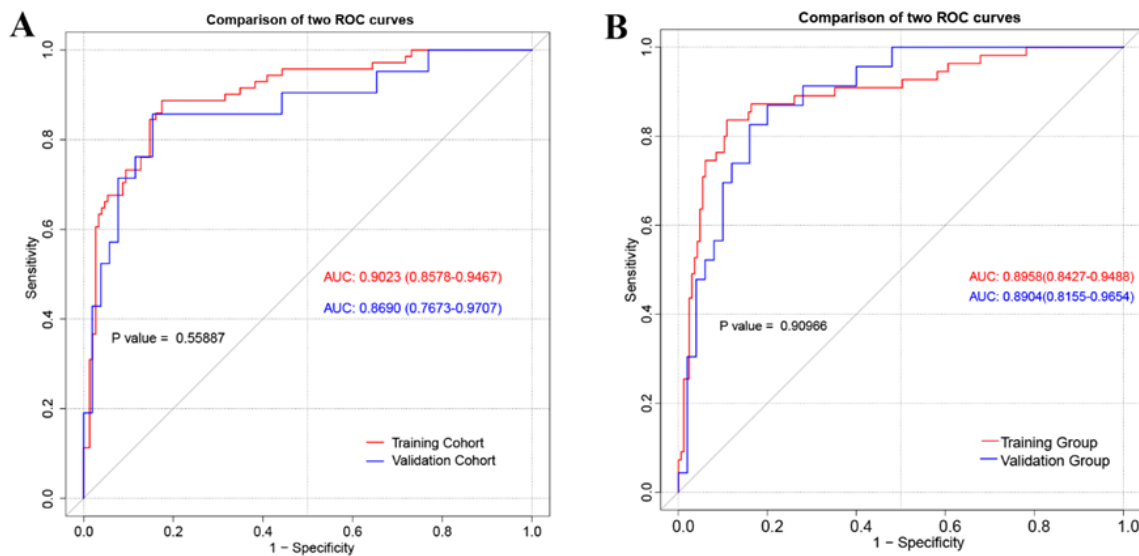 A
Comparison of two ROC curves
Sensitivity
1.0
0.8
0.6
0.4
0.2
0.0
AUC: 0.9023 (0.8578-0.9467)
AUC: 0.8690 (0.7673-0.9707)
P value = 0.55887
Training Cohort
Validation Cohort
0.0 0.2 0.4 0.6 0.8 1.0
1 − Specificity
B
Comparison of two ROC curves
Sensitivity
1.0
0.8
0.6
0.4
0.2
0.0
AUC: 0.8958(0.8427-0.9488)
AUC: 0.8904(0.8155-0.9654)
P value = 0.90966
Training Group
Validation Group
0.0 0.2 0.4 0.6 0.8 1.0
1 − Specificity